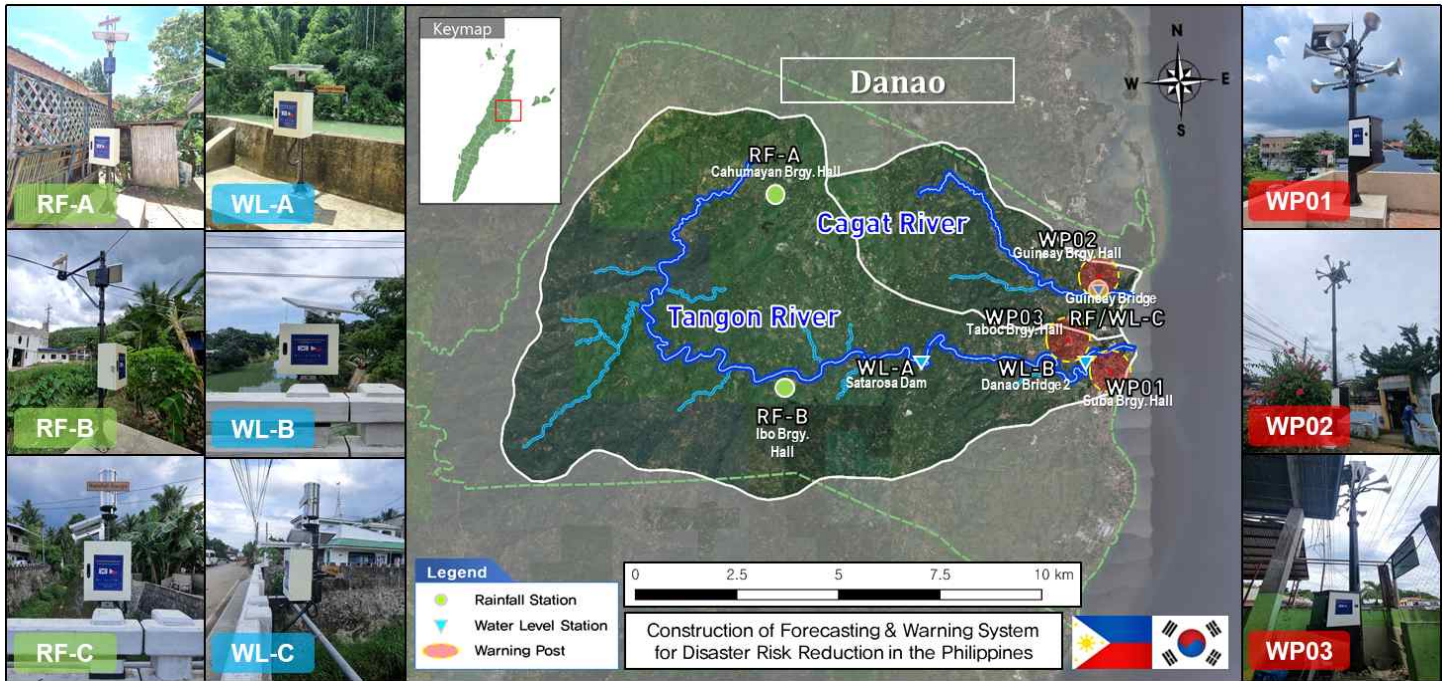 RF-A
WL-A
RF-B
WL-B
RF-C
WL-C
Keymap
Danao
N
W
E
S
RF-A
Cahumayan Brgy. Hall
Cagat River
WP02
Guinsay Brgy. Hall
Guinsay Bridge
RF/WL-C
WP03
Taboc Brgy. Hall
Tangon River
WL-A
Satarosa Dam
WL-B
Danao Bridge 2
WP01
Suba Brgy. Hall
RF-B
Ibo Brgy.
Hall
Legend
Rainfall Station
Water Level Station
Warning Post
0 2.5 5 7.5 10 km
Construction of Forecasting & Warning System
for Disaster Risk Reduction in the Philippines
WP01
WP02
WP03